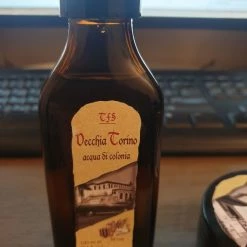 TfS
Vecchia Torino
acqua di colonia